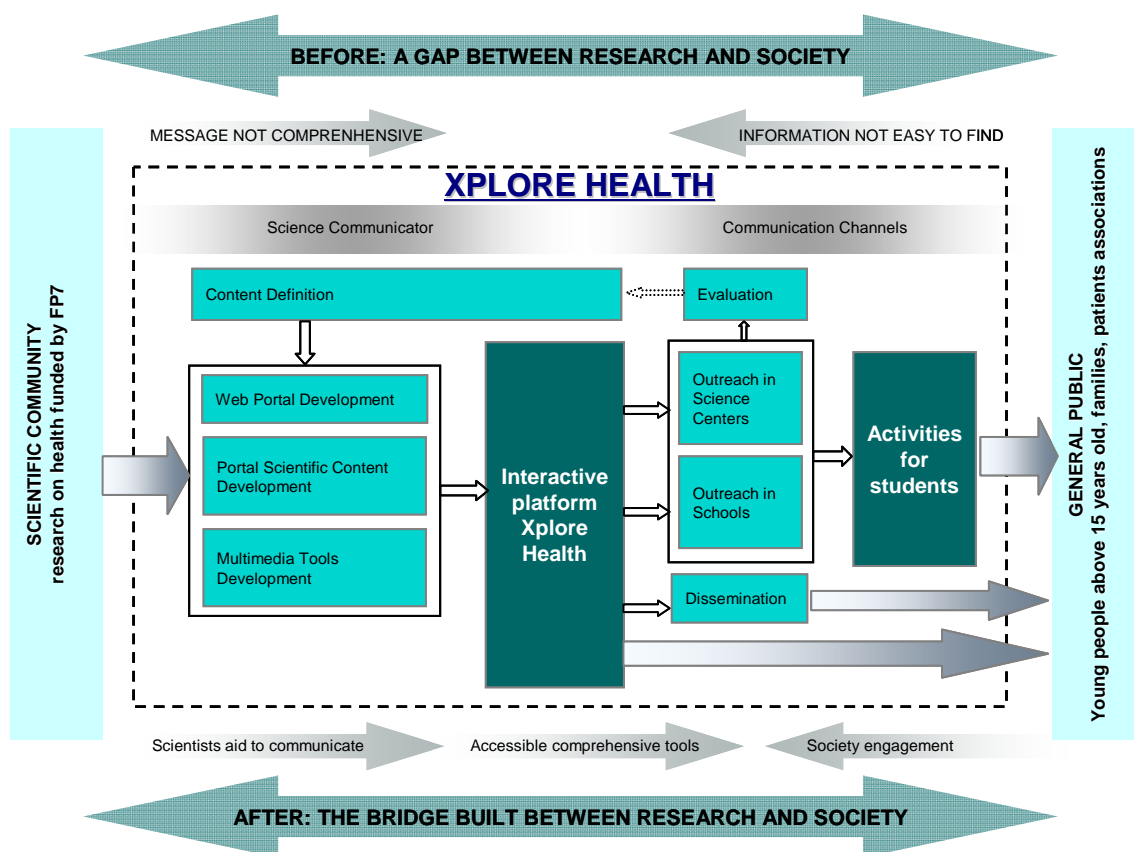 BEFORE: A GAP BETWEEN RESEARCH AND SOCIETY
MESSAGE NOT COMPRENHENSIVE
INFORMATION NOT EASY TO FIND
SCIENTIFIC COMMUNITY
research on health funded by FP7
XPLORE HEALTH
Science Communicator
Communication Channels
Content Definition
Evaluation
Web Portal Development
Portal Scientific Content
Development
Multimedia Tools
Development
Interactive
platform
Xplore
Health
Outreach in
Science
Centers
Outreach in
Schools
Dissemination
Activities
for
students
GENERAL PUBLIC
Young people above 15 years old, families, patients associations
Scientists aid to communicate
Accessible comprehensive tools
Society engagement
AFTER: THE BRIDGE BUILT BETWEEN RESEARCH AND SOCIETY